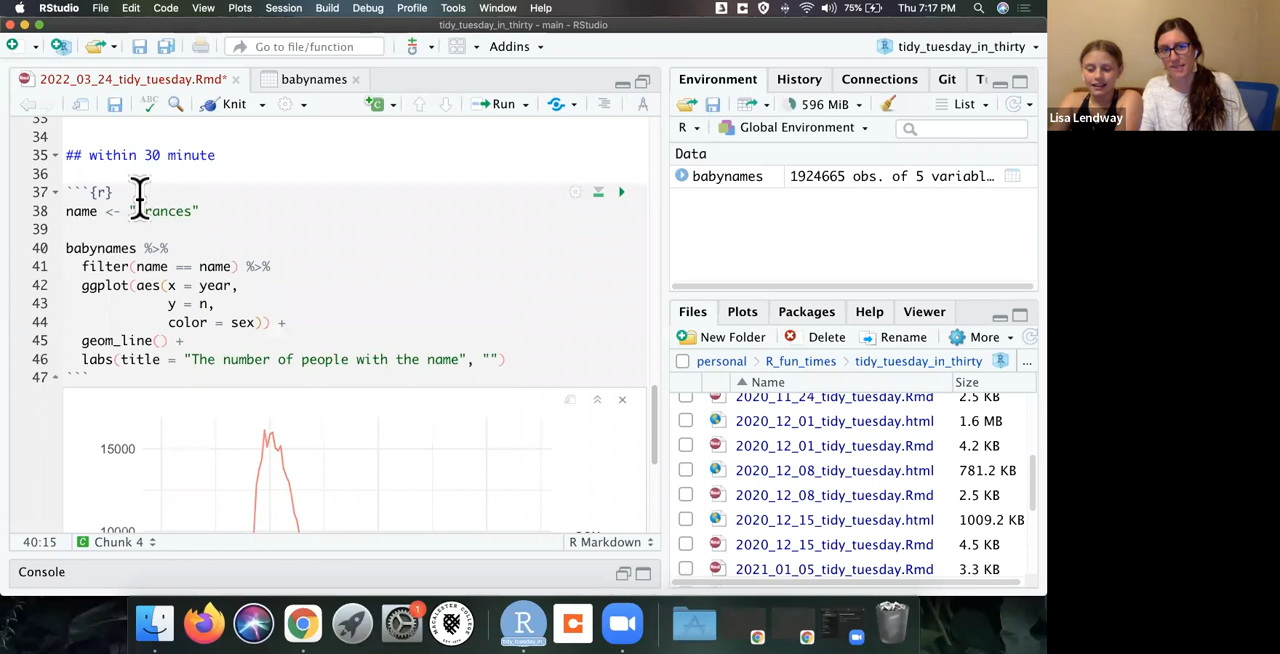 RStudio File Edit Code View Plots Session Build Debug Profile Tools Window Help 75% Thu 7:17 PM
tidy_tuesday_in_thirty - main - RStudio
Go to file/function Addins tidy_tuesday_in_thirty
2022_03_24_tidy_tuesday.Rmd* babynames
ABC Knit Run
33
34
35 ## within 30 minute
36
37 ```{r}
38 name <- "rances"
39
40 babynames %>%
41 filter(name == name) %>%
42 ggplot(aes(x = year,
43 y = n,
44 color = sex)) +
45 geom_line() +
46 labs(title = "The number of people with the name", "")
47 ```
15000
10000
40:15 Chunk 4 R Markdown
Console
Environment History Connections Git
596 MiB List
R Global Environment
Data
babynames 1924665 obs. of 5 variabl…
Files Plots Packages Help Viewer
New Folder Delete Rename More
personal R_fun_times tidy_tuesday_in_thirty ...
Name Size
2020_11_24_tidy_tuesday.Rmd 2.5 KB
2020_12_01_tidy_tuesday.html 1.6 MB
2020_12_01_tidy_tuesday.Rmd 4.2 KB
2020_12_08_tidy_tuesday.html 781.2 KB
2020_12_08_tidy_tuesday.Rmd 2.5 KB
2020_12_15_tidy_tuesday.html 1009.2 KB
2020_12_15_tidy_tuesday.Rmd 4.5 KB
2021_01_05_tidy_tuesday.Rmd 3.3 KB
Lisa Lendway
1
R
tidy_tuesday_in
C